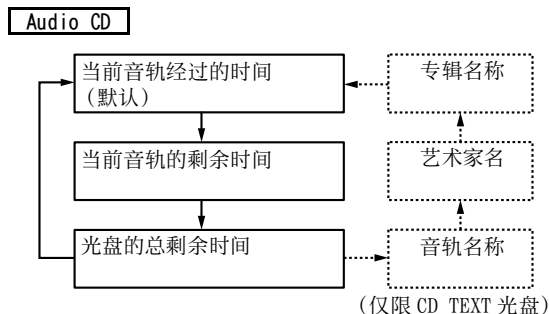 Audio CD
当前音轨经过的时间
(默认)
专辑名称
当前音轨的剩余时间
艺术家名
光盘的总剩余时间
音轨名称
(仅限 CD TEXT 光盘)